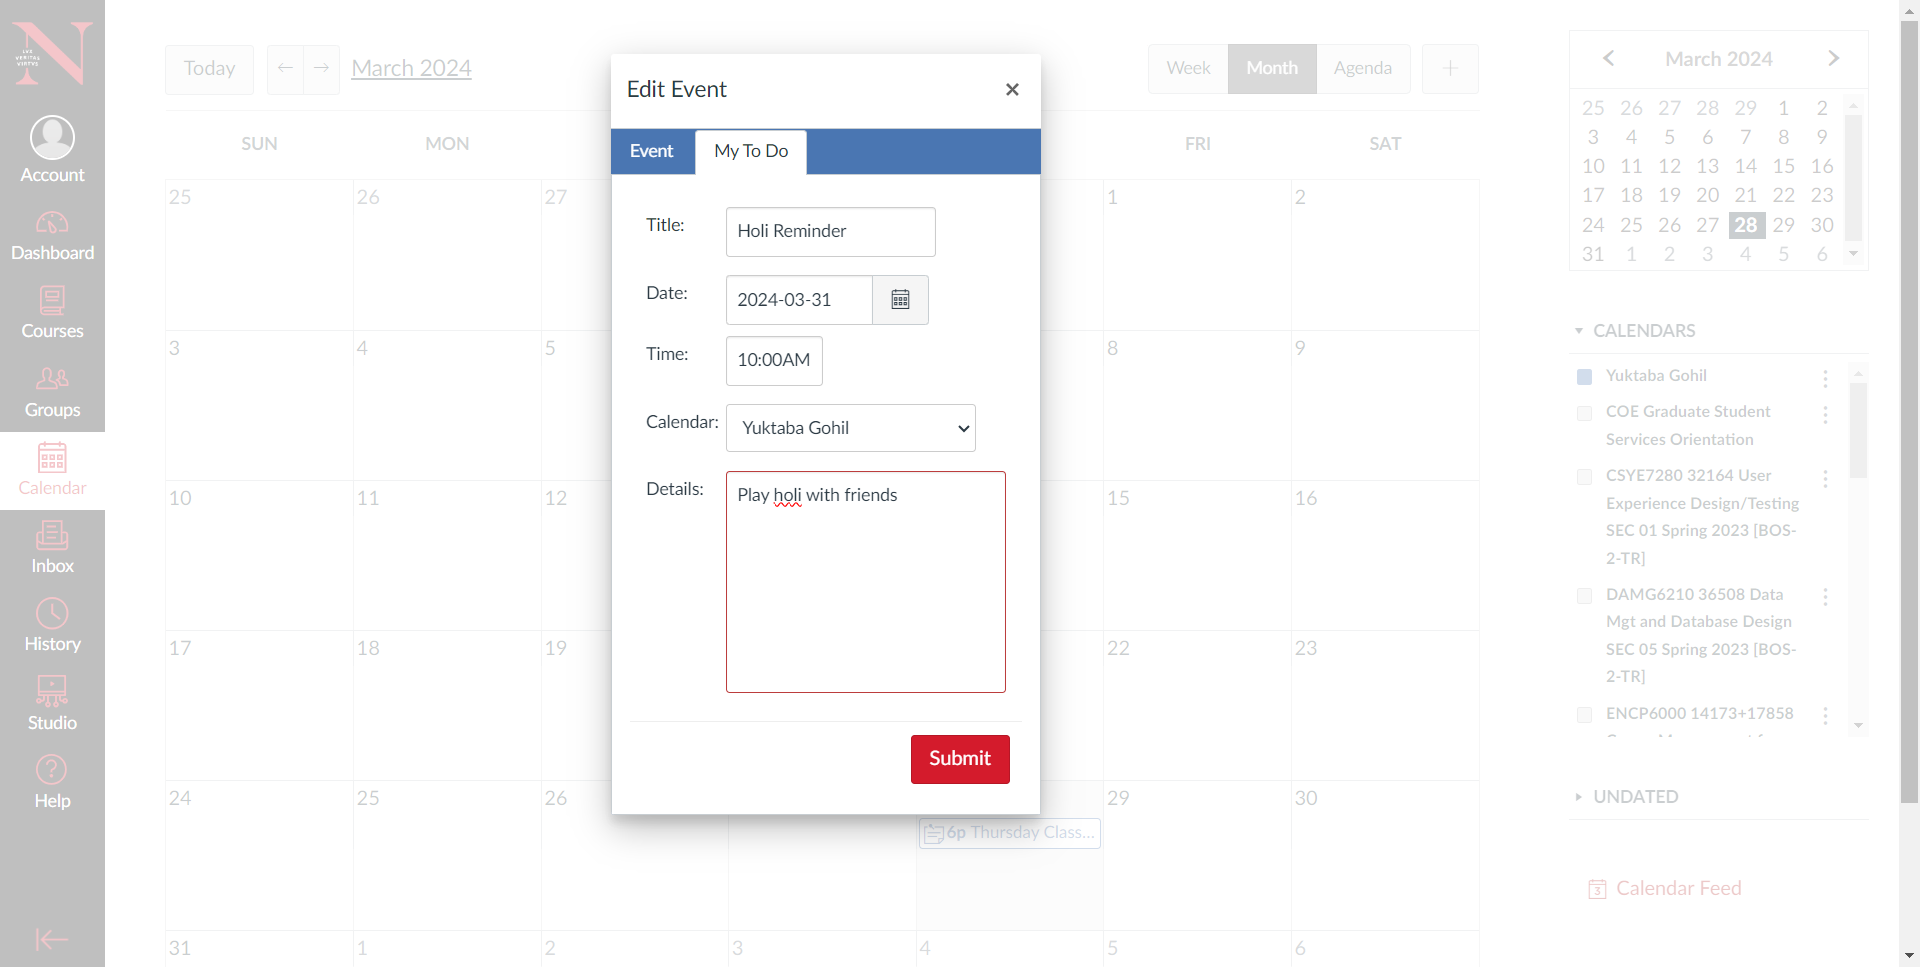 LVX
VERITAS
VIRTVS
Account
Dashboard
Courses
Groups
Calendar
Inbox
History
Studio
Help
Today
March 2024
Week
Month
Agenda
SUN
MON
FRI
SAT
25
26
27
1
2
3
4
5
8
9
10
11
12
15
16
17
18
19
22
23
24
25
26
29
30
6p Thursday Class...
31
1
2
3
4
5
6
Edit Event
Event
My To Do
Title:
Holi Reminder
Date:
2024-03-31
Time:
10:00AM
Calendar:
Yuktaba Gohil
Details:
Play holi with friends
Submit
March 2024
25 26 27 28 29 1 2
3 4 5 6 7 8 9
10 11 12 13 14 15 16
17 18 19 20 21 22 23
24 25 26 27 28 29 30
31 1 2 3 4 5 6
CALENDARS
Yuktaba Gohil
COE Graduate Student
Services Orientation
CSYE7280 32164 User
Experience Design/Testing
SEC 01 Spring 2023 [BOS-
2-TR]
DAMG6210 36508 Data
Mgt and Database Design
SEC 05 Spring 2023 [BOS-
2-TR]
ENCP6000 14173+17858
UNDATED
Calendar Feed